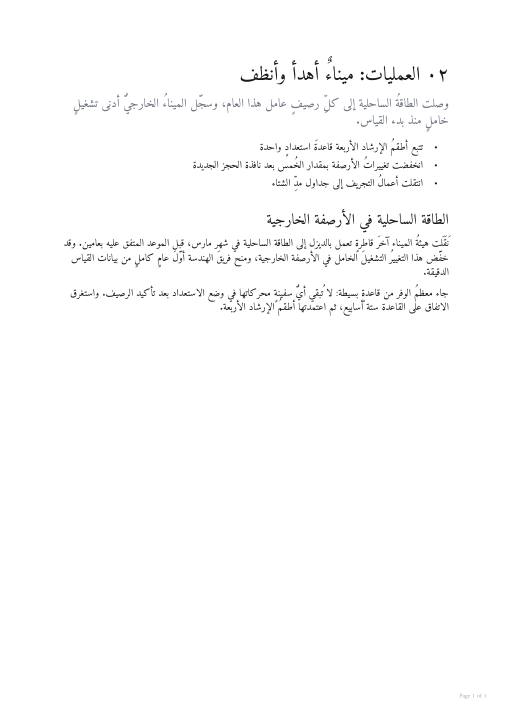 ٠٢ العمليات: ميناءٌ أهدأ وأنظف
وصلت الطاقةُ الساحلية إلى كلِّ رصيفٍ عامل هذا العام، وسجّل الميناءُ الخارجيُّ أدنى تشغيلٍ
خاملٍ منذ بدء القياس.
• تتبع أطقمُ الإرشاد الأربعة قاعدةَ استعدادٍ واحدة
• انخفضت تغييراتُ الأرصفة بمقدار الخُمس بعد نافذة الحجز الجديدة
• انتقلت أعمالُ التجريف إلى جداول مدِّ الشتاء
الطاقة الساحلية في الأرصفة الخارجية
نَقَلت هيئةُ الميناء آخرَ قاطرةٍ تعمل بالديزل إلى الطاقة الساحلية في شهر مارس، قبل الموعد المتفق عليه بعامين. وقد
خفّض هذا التغييرُ التشغيلَ الخامل في الأرصفة الخارجية، ومنح فريقَ الهندسة أوّل عامٍ كاملٍ من بيانات القياس
الدقيقة.
جاء معظمُ الوفر من قاعدةٍ بسيطة: لا تُبقي أيُّ سفينةٍ محركاتها في وضع الاستعداد بعد تأكيد الرصيف. واستغرق
الاتفاق على القاعدة ستةَ أسابيع، ثم اعتمدتها أطقمُ الإرشاد الأربعة.
Page 1 of 1